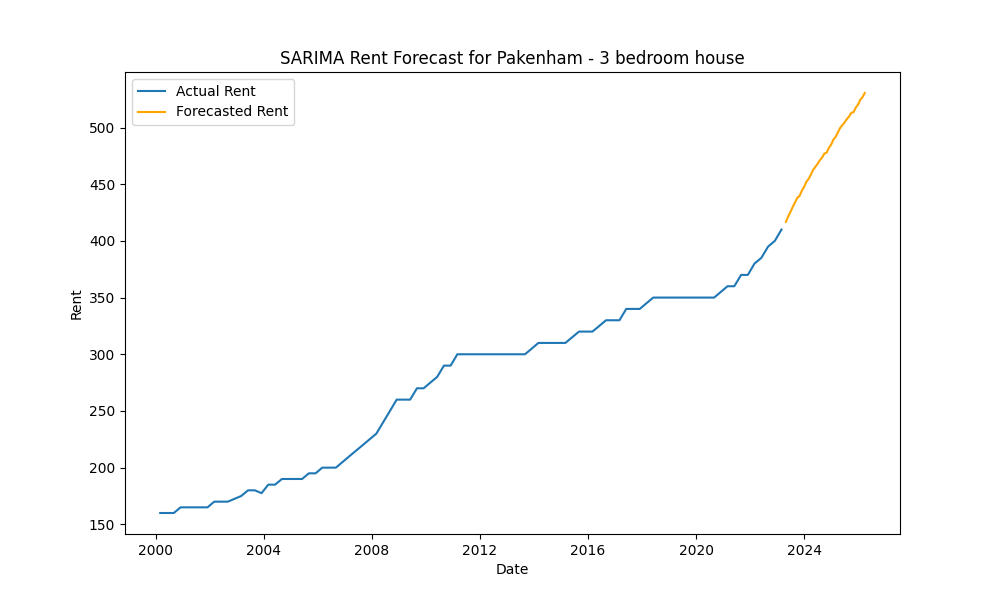 SARIMA Rent Forecast for Pakenham - 3 bedroom house
Actual Rent
Forecasted Rent
500
450
400
350
300
250
200
150
Rent
2000 2004 2008 2012 2016 2020 2024
Date